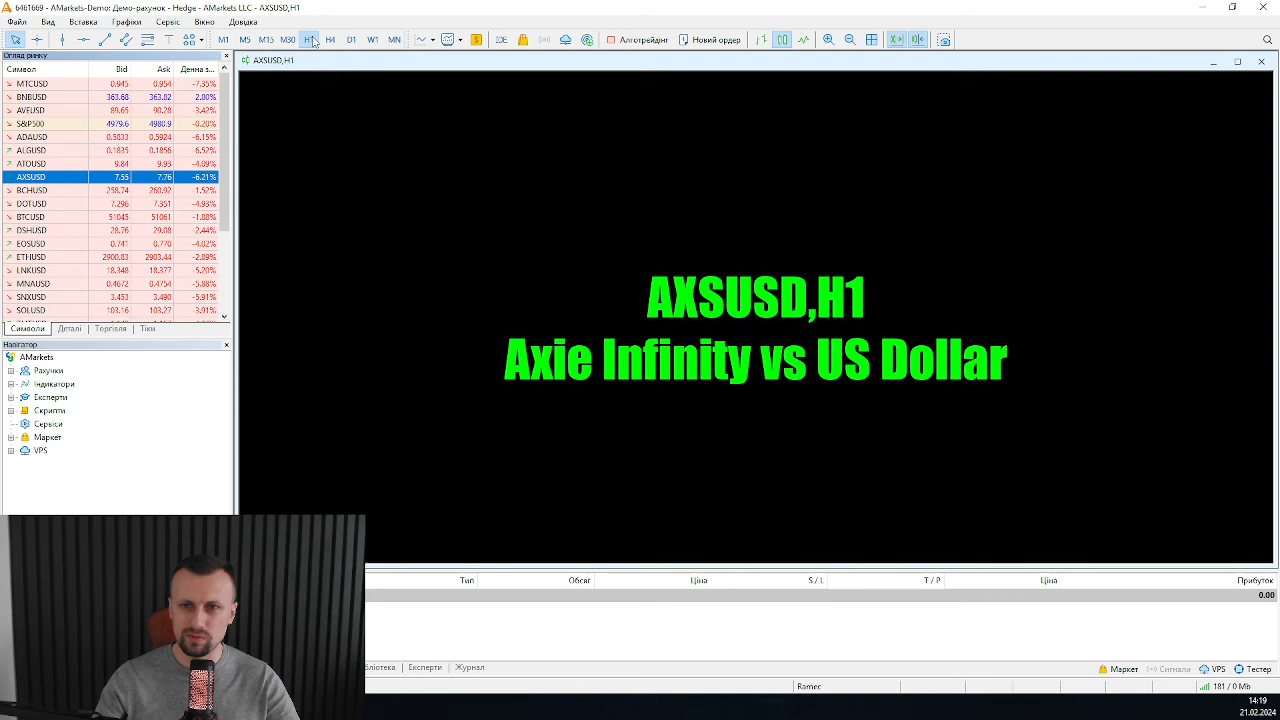 6461669 - AMarkets-Demo: Демо-рахунок - Hedge - AMarkets LLC - AXSUSD,H1
Файл Вид Вставка Графіки Сервіс Вікно Довідка
M1 M5 M15 M30 H1 H4 D1 W1 MN IDE Алготрейдінг Новий ордер
Огляд ринку
Символ Bid Ask Денна з...
MTCUSD 0.945 0.954 -7.35%
BNBUSD 363.68 363.82 2.80%
AVEUSD 89.65 90.28 -3.42%
S&P500 4979.6 4980.9 -0.20%
ADAUSD 0.5833 0.5924 -6.15%
ALGUSD 0.1835 0.1856 -6.52%
ATOUSD 9.84 9.93 -4.09%
AXSUSD 7.55 7.76 -6.21%
BCHUSD 258.74 260.92 -1.52%
DOTUSD 7.296 7.351 -4.93%
BTCUSD 51045 51061 -1.88%
DSHUSD 28.76 29.08 -2.44%
EOSUSD 0.741 0.770 -4.02%
ETHUSD 2900.83 2903.44 -2.89%
LNKUSD 18.348 18.377 -5.20%
MNAUSD 0.4672 0.4754 -5.88%
SNXUSD 3.453 3.490 -5.91%
SOLUSD 103.16 103.27 -3.91%
Символи Деталі Торгівля Тіки
Навігатор
AMarkets
Рахунки
Індикатори
Експерти
Скрипти
Сервіси
Маркет
VPS
AXSUSD,H1
AXSUSD,H1
Axie Infinity vs US Dollar
Тип Обсяг Ціна S / L T / P Ціна Прибуток
0.00
Експерти Журнал
Маркет Сигнали VPS Тестер
Ramec 181 / 0 Mb
14:19
21.02.2024